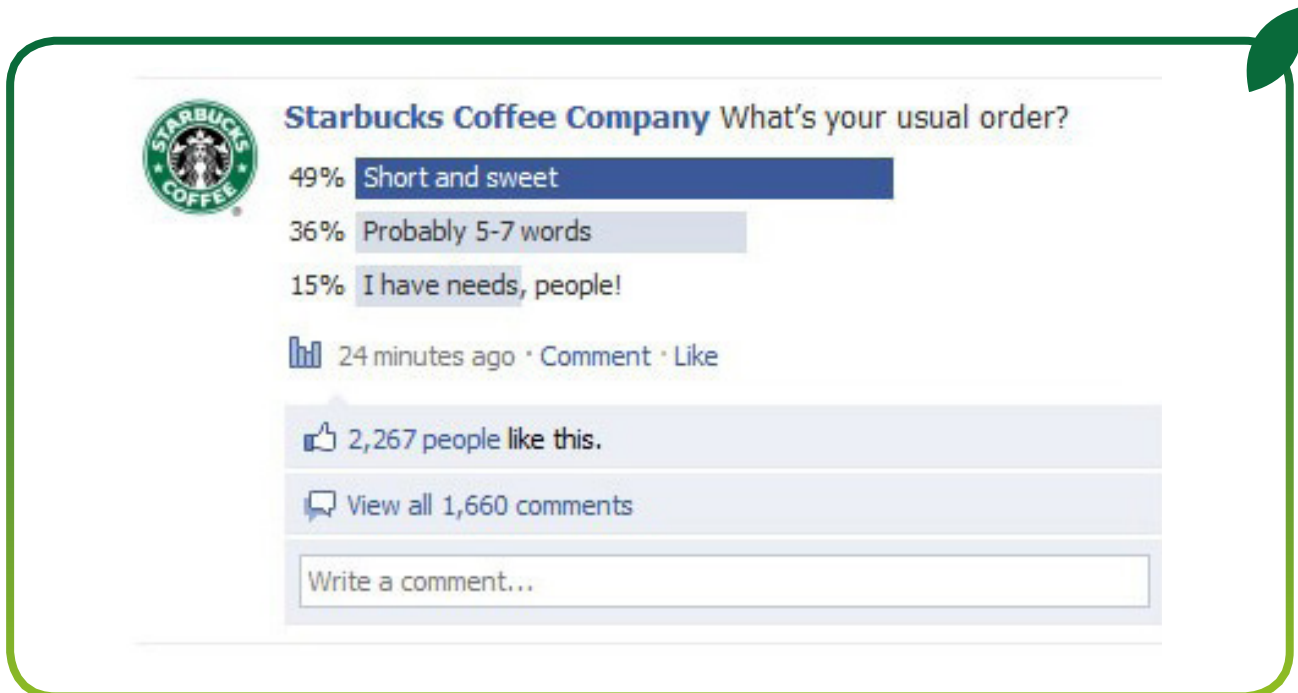 STARBUCKS
COFFEE
Starbucks Coffee Company What's your usual order?
49% Short and sweet
36% Probably 5-7 words
15% I have needs, people!
24 minutes ago · Comment · Like
2,267 people like this.
View all 1,660 comments
Write a comment...